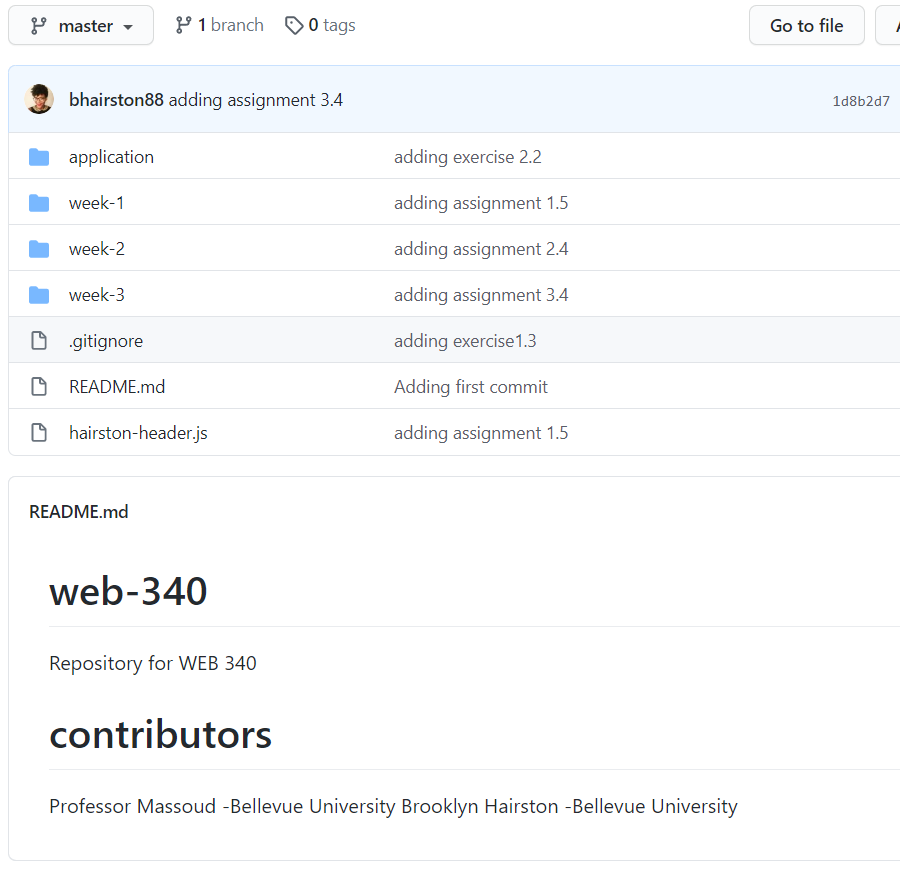 master 1 branch 0 tags Go to file A
bhairston88 adding assignment 3.4 1d8b2d7
application adding exercise 2.2
week-1 adding assignment 1.5
week-2 adding assignment 2.4
week-3 adding assignment 3.4
.gitignore adding exercise1.3
README.md Adding first commit
hairston-header.js adding assignment 1.5
README.md
web-340
Repository for WEB 340
contributors
Professor Massoud -Bellevue University Brooklyn Hairston -Bellevue University